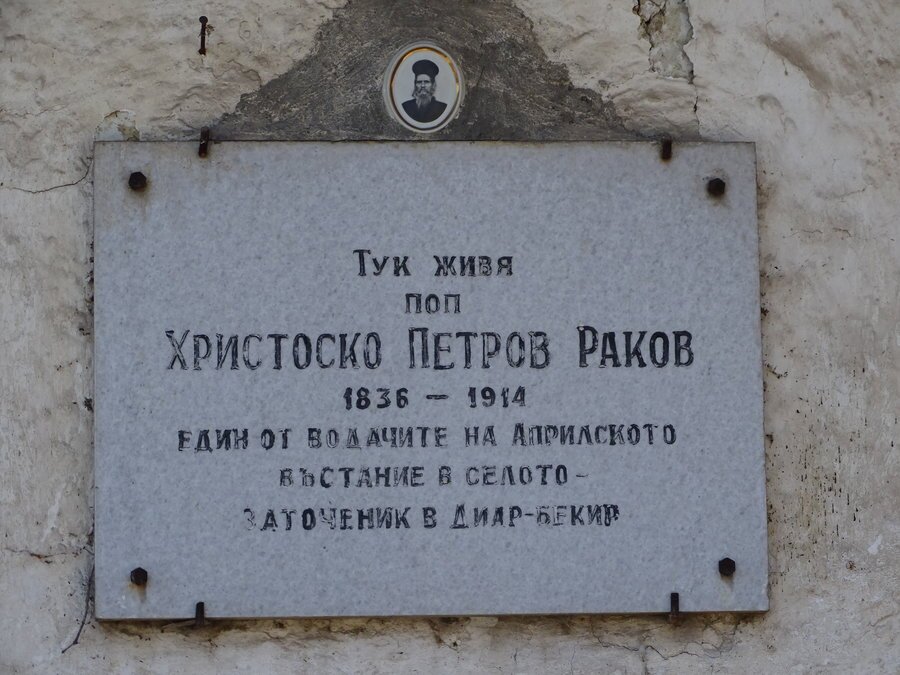 Тук живя
поп
Христоско Петров Раков
1836 – 1914
един от водачите на Априлското
въстание в селото –
заточеник в Диар-Бекир